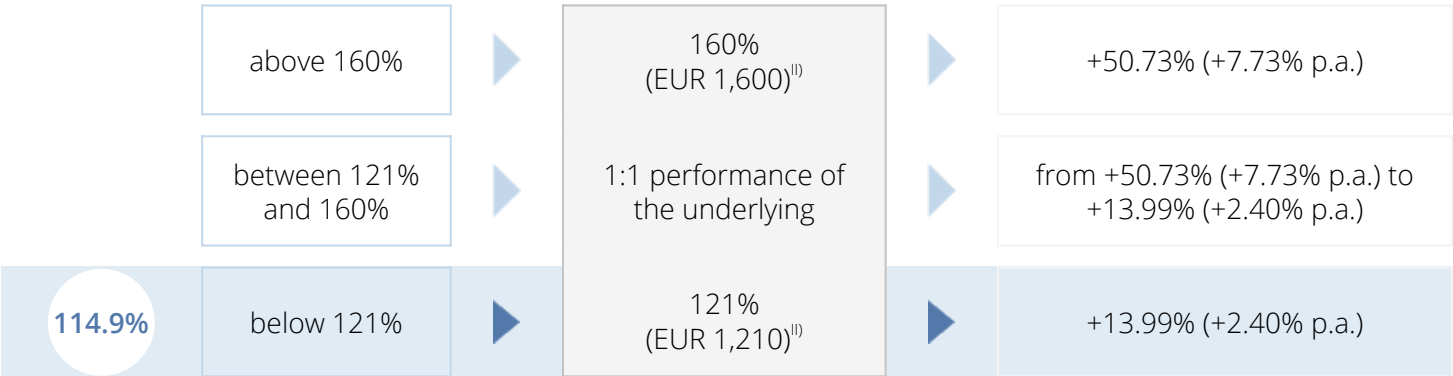 above 160%
160%
(EUR 1,600)II)
+50.73% (+7.73% p.a.)
between 121%
and 160%
1:1 performance of
the underlying
from +50.73% (+7.73% p.a.) to
+13.99% (+2.40% p.a.)
114.9%
below 121%
121%
(EUR 1,210)II)
+13.99% (+2.40% p.a.)